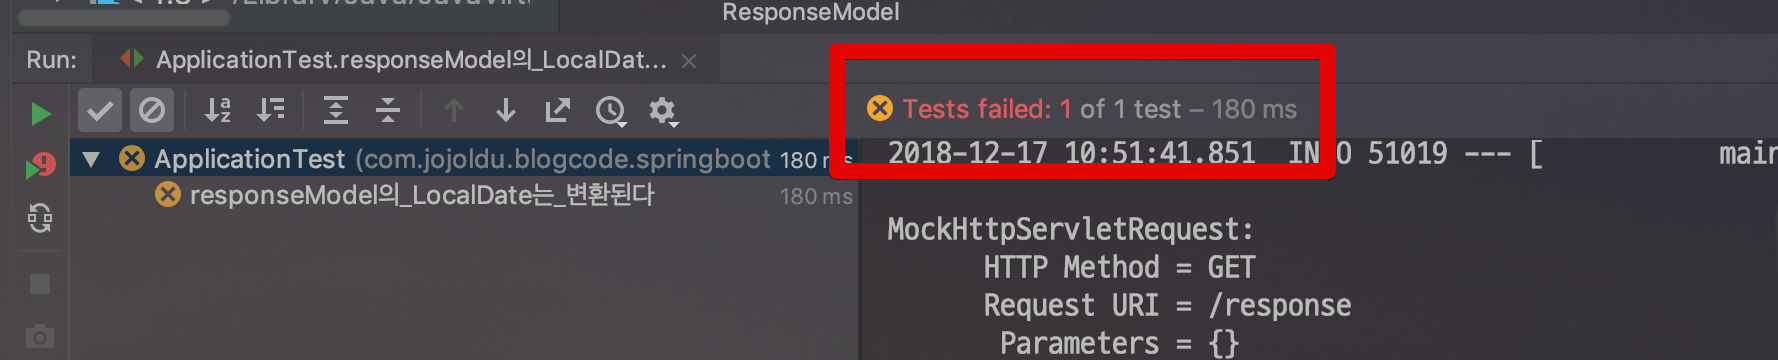 ResponseModel
Run: ApplicationTest.responseModel의_LocalDat...
Tests failed: 1 of 1 test – 180 ms
ApplicationTest (com.jojoldu.blogcode.springboot 180 ms
responseModel의_LocalDate는_변환된다 180 ms
2018-12-17 10:51:41.851 INFO 51019 --- [ main
MockHttpServletRequest:
HTTP Method = GET
Request URI = /response
Parameters = {}